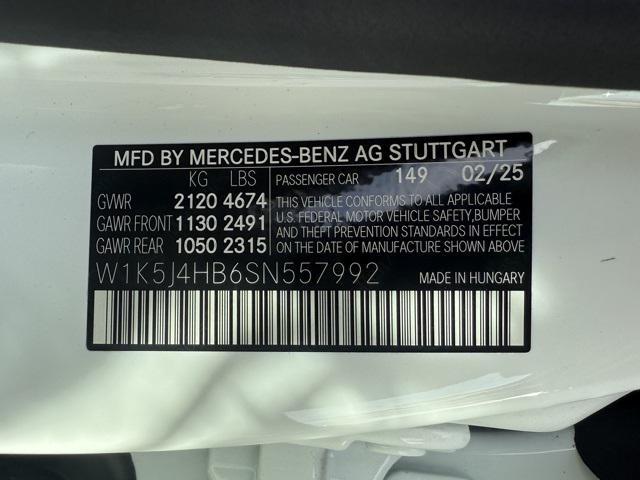 MFD BY MERCEDES-BENZ AG STUTTGART
KG LBS PASSENGER CAR 149 02/25
GVWR 2120 4674 THIS VEHICLE CONFORMS TO ALL APPLICABLE
U.S. FEDERAL MOTOR VEHICLE SAFETY, BUMPER
GAWR FRONT 1130 2491 AND THEFT PREVENTION STANDARDS IN EFFECT
GAWR REAR 1050 2315 ON THE DATE OF MANUFACTURE SHOWN ABOVE
W1K5J4HB6SN557992 MADE IN HUNGARY